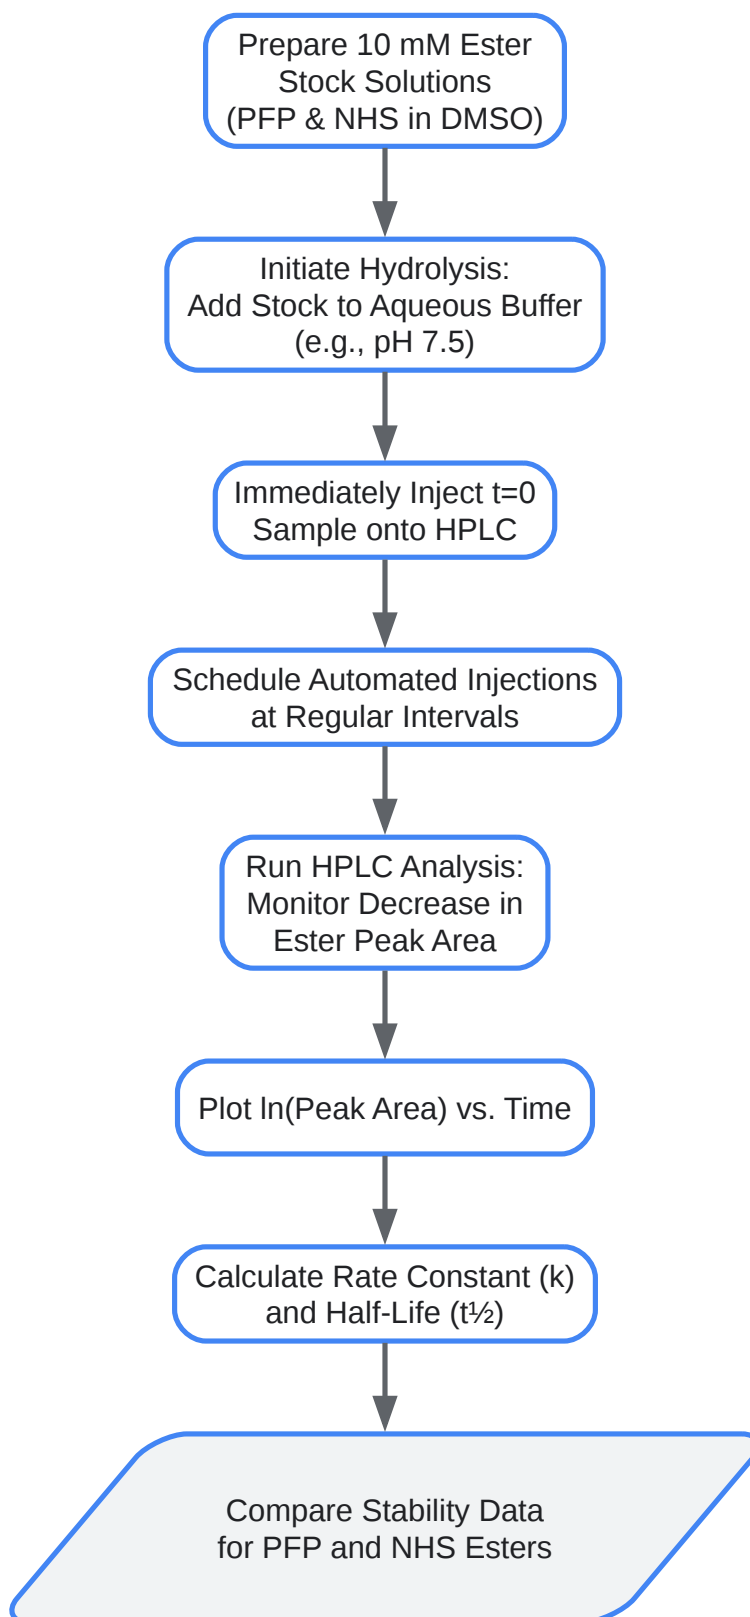 Prepare 10 mM Ester
Stock Solutions
(PFP & NHS in DMSO)
Initiate Hydrolysis:
Add Stock to Aqueous Buffer
(e.g., pH 7.5)
Immediately Inject t=0
Sample onto HPLC
Schedule Automated Injections
at Regular Intervals
Run HPLC Analysis:
Monitor Decrease in
Ester Peak Area
Plot ln(Peak Area) vs. Time
Calculate Rate Constant (k)
and Half-Life (t½)
Compare Stability Data
for PFP and NHS Esters